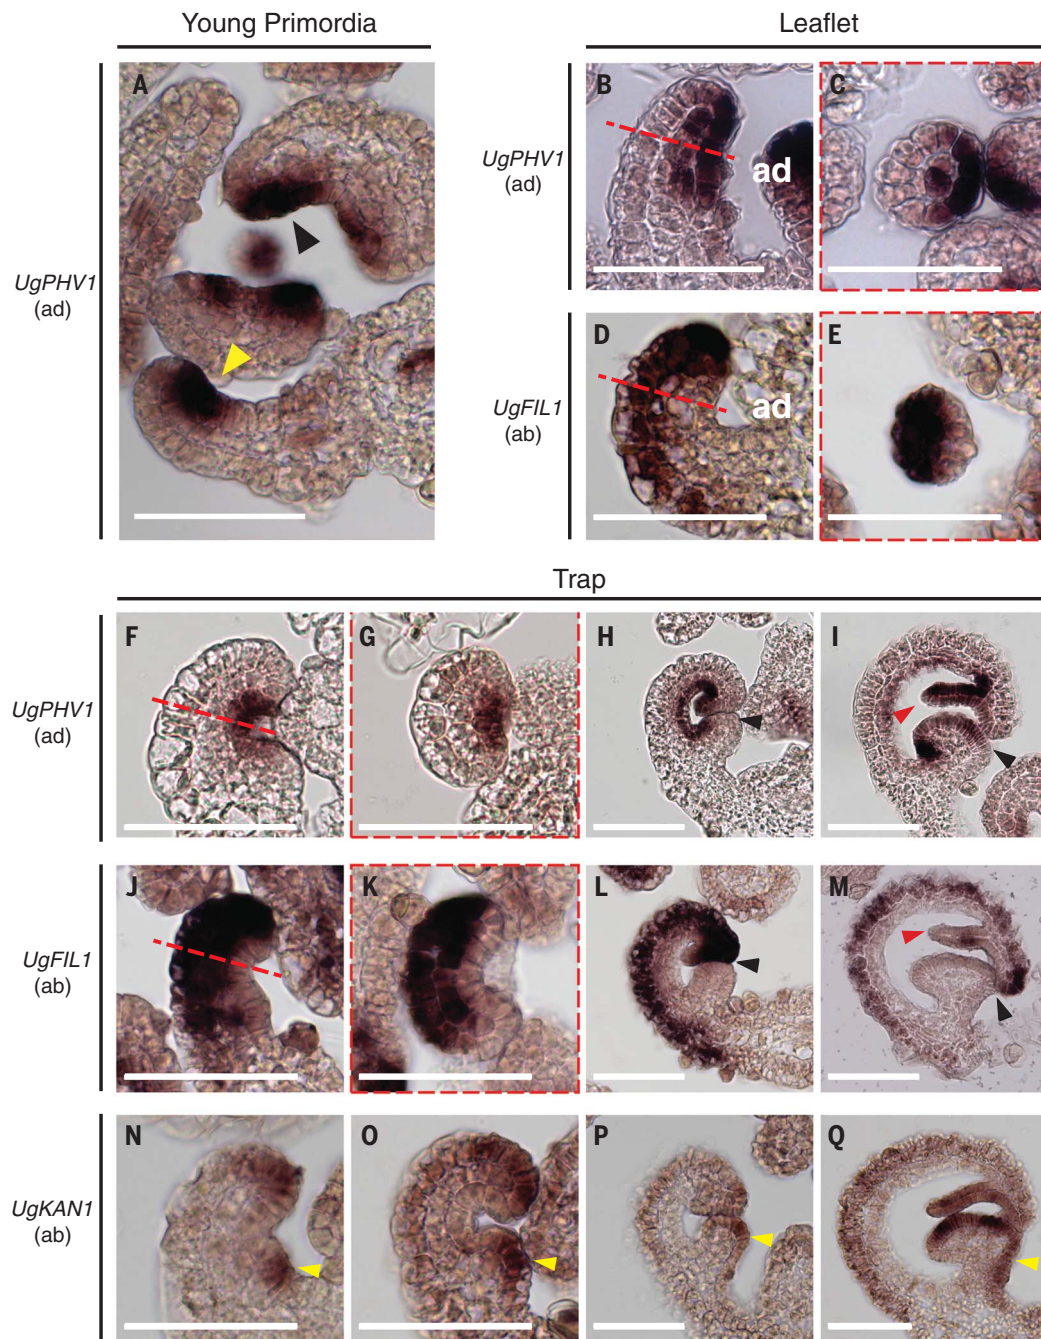 Young Primordia
Leaflet
UgPHV1
(ad)
A
UgPHV1
(ad)
B
ad
C
UgFIL1
(ab)
D
ad
E
Trap
UgPHV1
(ad)
F
G
H
I
UgFIL1
(ab)
J
K
L
M
UgKAN1
(ab)
N
O
P
Q